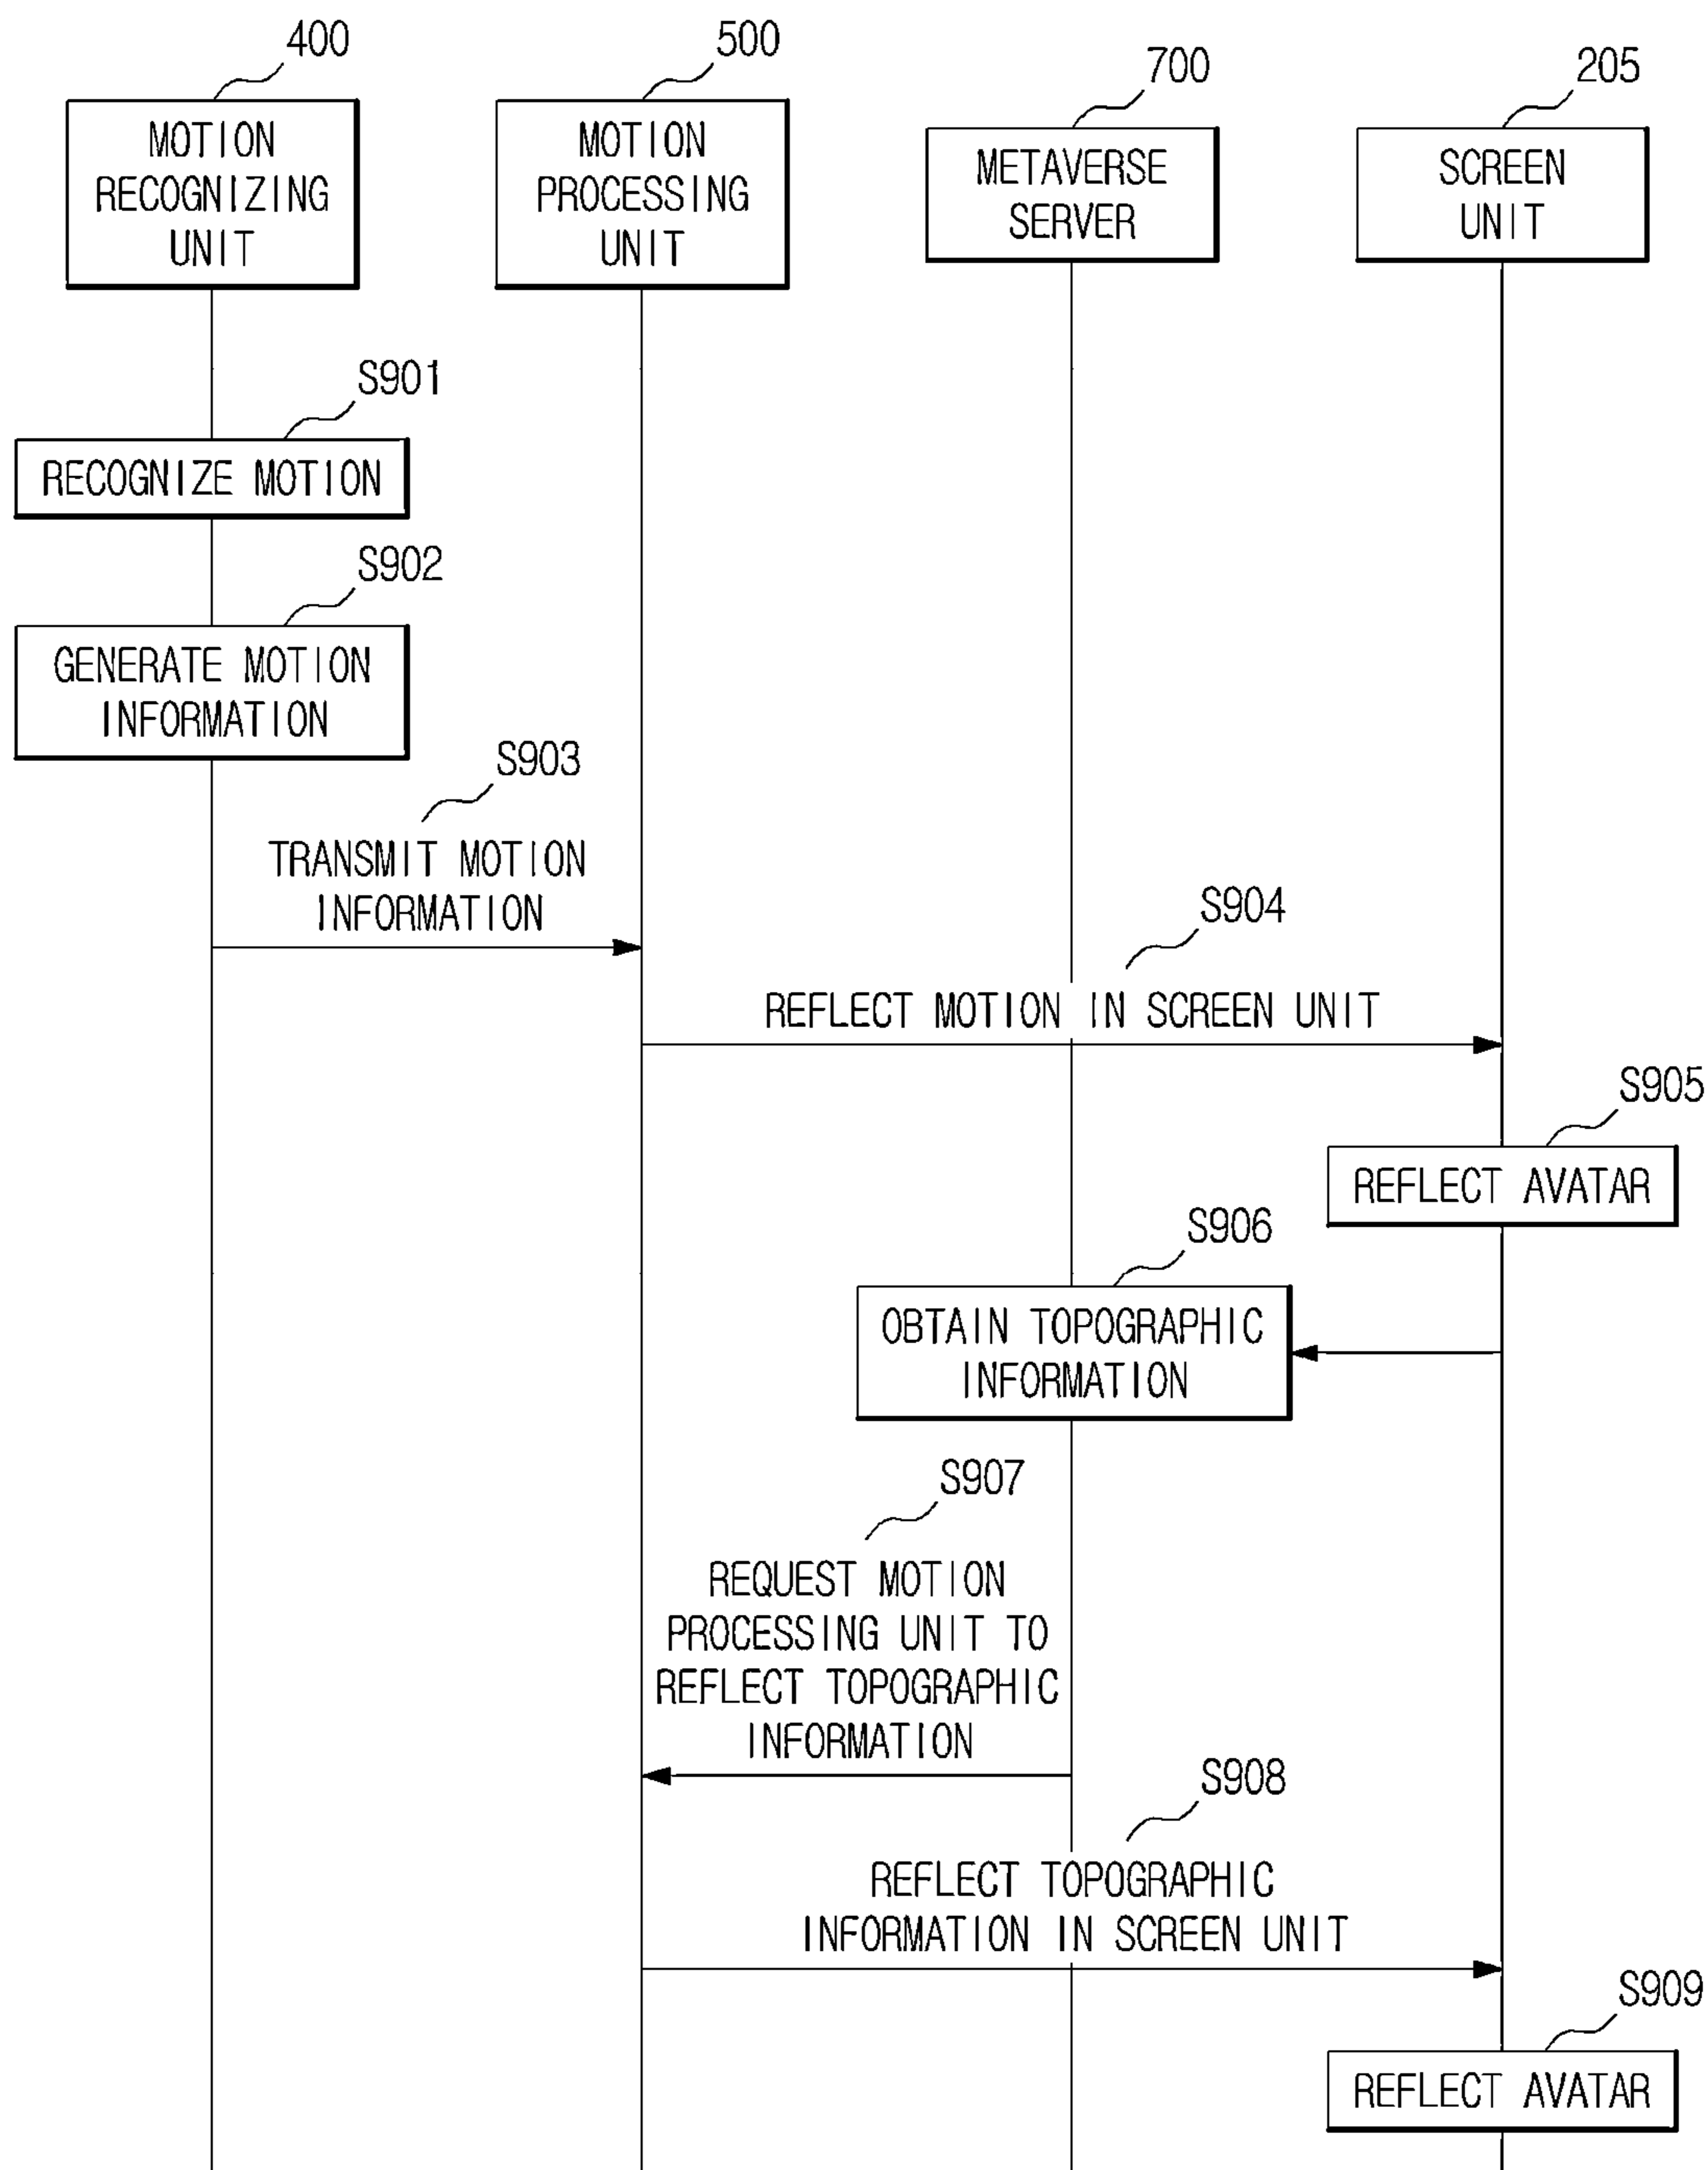 400
500
700
205
MOTION
RECOGNIZING
UNIT
MOTION
PROCESSING
UNIT
METAVERSE
SERVER
SCREEN
UNIT
S901
RECOGNIZE MOTION
S902
GENERATE MOTION
INFORMATION
S903
TRANSMIT MOTION
INFORMATION
S904
REFLECT MOTION IN SCREEN UNIT
S905
REFLECT AVATAR
S906
OBTAIN TOPOGRAPHIC
INFORMATION
S907
REQUEST MOTION
PROCESSING UNIT TO
REFLECT TOPOGRAPHIC
INFORMATION
S908
REFLECT TOPOGRAPHIC
INFORMATION IN SCREEN UNIT
S909
REFLECT AVATAR